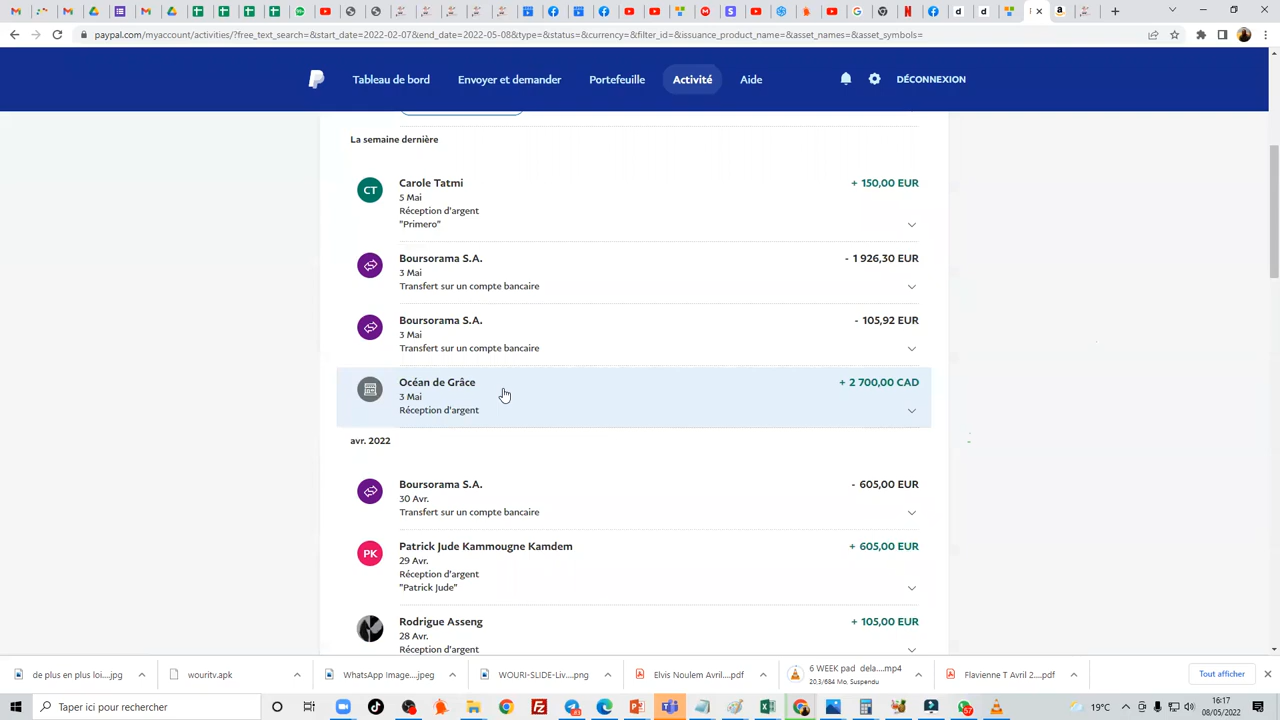 paypal.com/myaccount/activities/?free_text_search=&start_date=2022-02-07&end_date=2022-05-08&type=&status=&currency=&filter_id=&issuance_product_name=&asset_names=&asset_symbols=
Tableau de bord
Envoyer et demander
Portefeuille
Activité
Aide
DÉCONNEXION
La semaine dernière
CT
Carole Tatmi
+ 150,00 EUR
5 Mai
Réception d'argent
"Primero"
Boursorama S.A.
- 1 926,30 EUR
3 Mai
Transfert sur un compte bancaire
Boursorama S.A.
- 105,92 EUR
3 Mai
Transfert sur un compte bancaire
Océan de Grâce
+ 2 700,00 CAD
3 Mai
Réception d'argent
avr. 2022
Boursorama S.A.
- 605,00 EUR
30 Avr.
Transfert sur un compte bancaire
PK
Patrick Jude Kammougne Kamdem
+ 605,00 EUR
29 Avr.
Réception d'argent
"Patrick Jude"
Rodrigue Asseng
+ 105,00 EUR
28 Avr.
Réception d'argent
de plus en plus loi....jpg
wouritv.apk
WhatsApp Image....jpeg
WOURI-SLIDE-Liv....png
Elvis Noulem Avril....pdf
6 WEEK pad dela....mp4
20,3/684 Mo, Suspendu
Flavienne T Avril 2....pdf
Tout afficher
Taper ici pour rechercher
19°C
16:17
08/05/2022